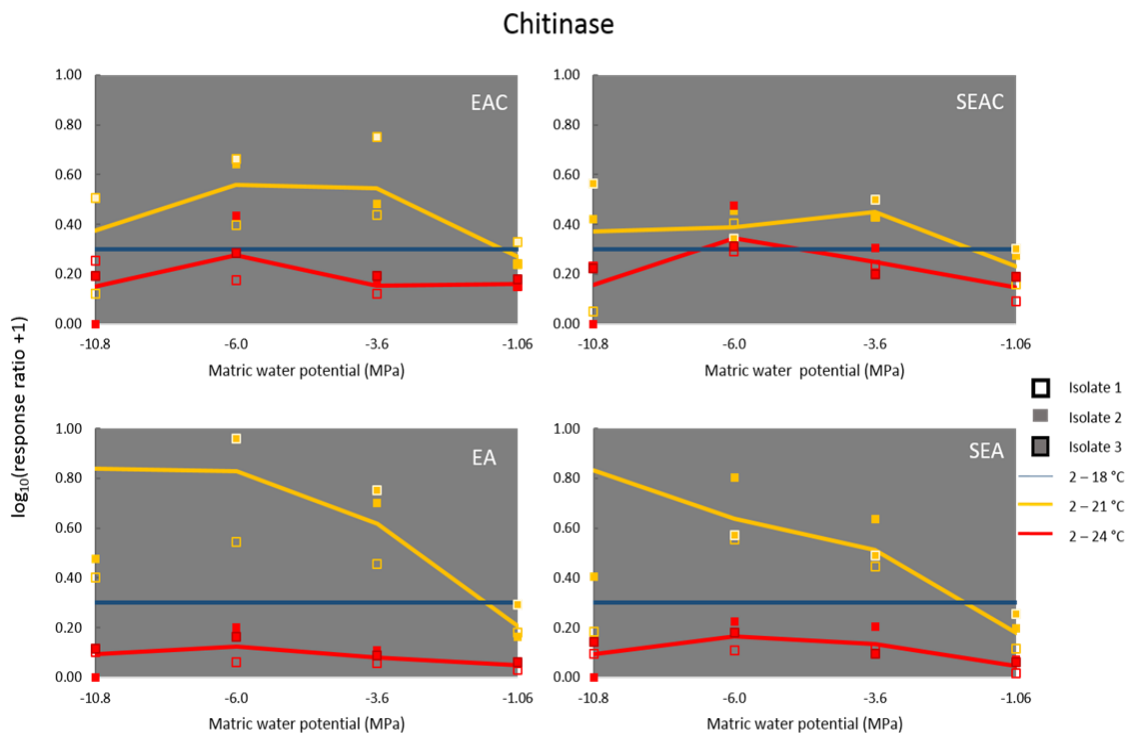 Chitinase
log10(response ratio +1)
EAC
1.00
0.80
0.60
0.40
0.20
0.00
-10.8 -6.0 -3.6 -1.06
Matric water potential (MPa)
SEAC
1.00
0.80
0.60
0.40
0.20
0.00
-10.8 -6.0 -3.6 -1.06
Matric water potential (MPa)
EA
1.00
0.80
0.60
0.40
0.20
0.00
-10.8 -6.0 -3.6 -1.06
Matric water potential (MPa)
SEA
1.00
0.80
0.60
0.40
0.20
0.00
-10.8 -6.0 -3.6 -1.06
Matric water potential (MPa)
Isolate 1
Isolate 2
Isolate 3
2 – 18 °C
2 – 21 °C
2 – 24 °C